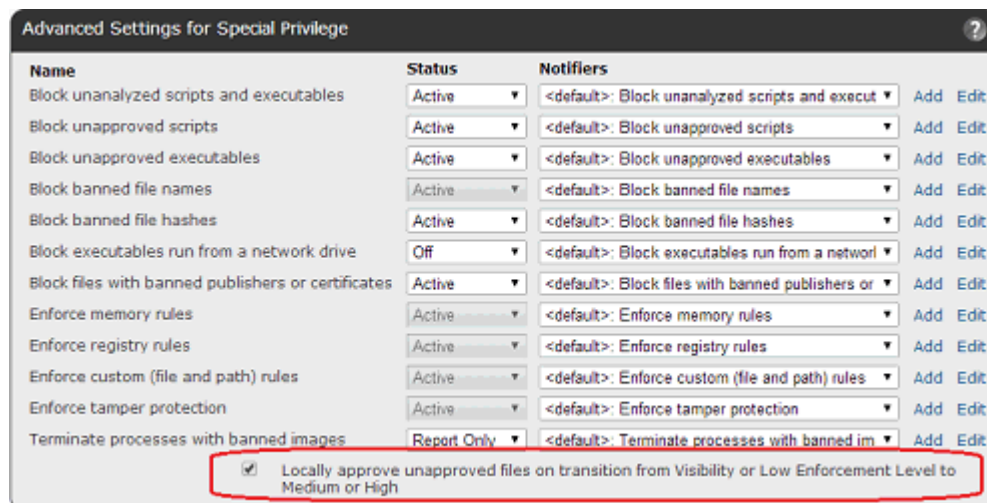 Advanced Settings for Special Privilege ?
Name Status Notifiers
Block unanalyzed scripts and executables Active <default>: Block unanalyzed scripts and execut Add Edit
Block unapproved scripts Active <default>: Block unapproved scripts Add Edit
Block unapproved executables Active <default>: Block unapproved executables Add Edit
Block banned file names Active <default>: Block banned file names Add Edit
Block banned file hashes Active <default>: Block banned file hashes Add Edit
Block executables run from a network drive Off <default>: Block executables run from a networl Add Edit
Block files with banned publishers or certificates Active <default>: Block files with banned publishers or Add Edit
Enforce memory rules Active <default>: Enforce memory rules Add Edit
Enforce registry rules Active <default>: Enforce registry rules Add Edit
Enforce custom (file and path) rules Active <default>: Enforce custom (file and path) rules Add Edit
Enforce tamper protection Active <default>: Enforce tamper protection Add Edit
Terminate processes with banned images Report Only <default>: Terminate processes with banned im Add Edit
Locally approve unapproved files on transition from Visibility or Low Enforcement Level to
Medium or High